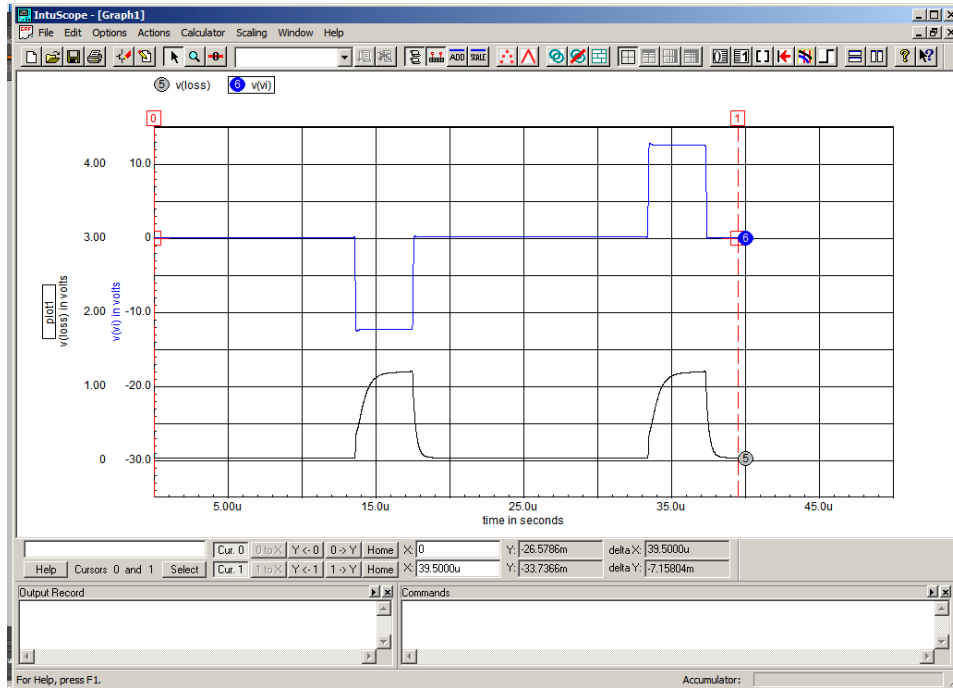 IntuScope - [Graph1]
File Edit Options Actions Calculator Scaling Window Help
ADD SCALE
5 v(loss) 6 v(vi)
0 1
4.00 10.0
3.00 0 6
2.00 -10.0
1.00 -20.0
0 -30.0 5
plot1
v(loss) in volts
v(vi) in volts
5.00u 15.0u 25.0u 35.0u 45.0u
time in seconds
Cur. 0 0 to X Y <- 0 0 -> Y Home X: 0 Y: -26.5786m delta X: 39.5000u
Help Cursors 0 and 1 Select Cur. 1 1 to X Y <- 1 1 -> Y Home X: 39.5000u Y: -33.7366m delta Y: -7.15804m
Output Record Commands
For Help, press F1. Accumulator: